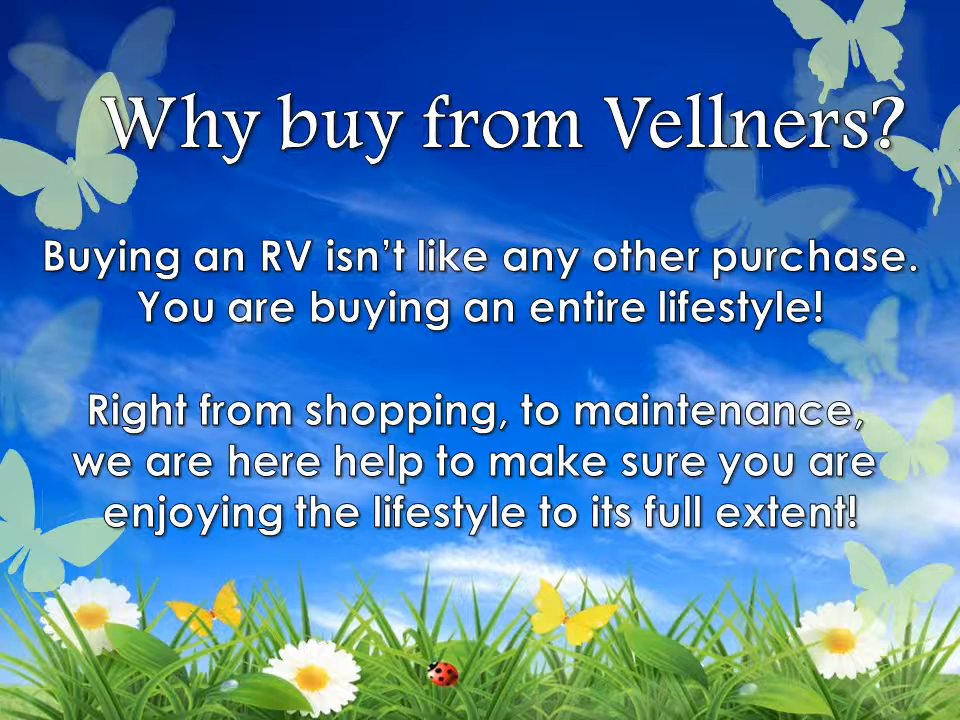 Why buy from Vellners?
Buying an RV isn’t like any other purchase.
You are buying an entire lifestyle!
Right from shopping, to maintenance,
we are here help to make sure you are
enjoying the lifestyle to its full extent!